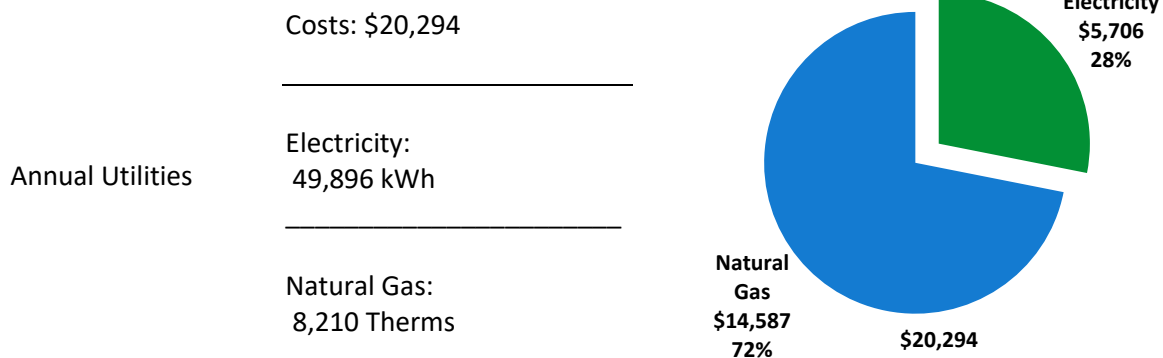 Costs: $20,294
Annual Utilities
Electricity:
49,896 kWh
Natural Gas:
8,210 Therms
Electricity
$5,706
28%
Natural
Gas
$14,587
72%
$20,294